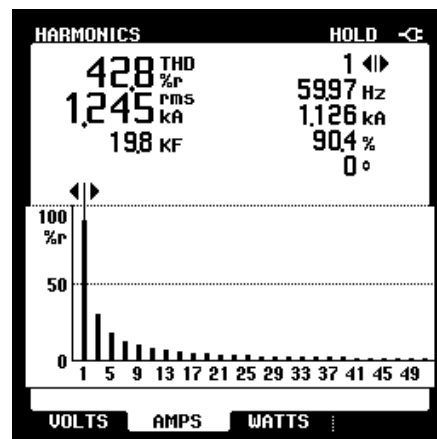 HARMONICS HOLD
42.8 THD %r
1.245 rms kA
19.8 KF
1
59.97 Hz
1.126 kA
90.4 %
0 °
100
%r
50
0
1 5 9 13 17 21 25 29 33 37 41 45 49
VOLTS AMPS WATTS